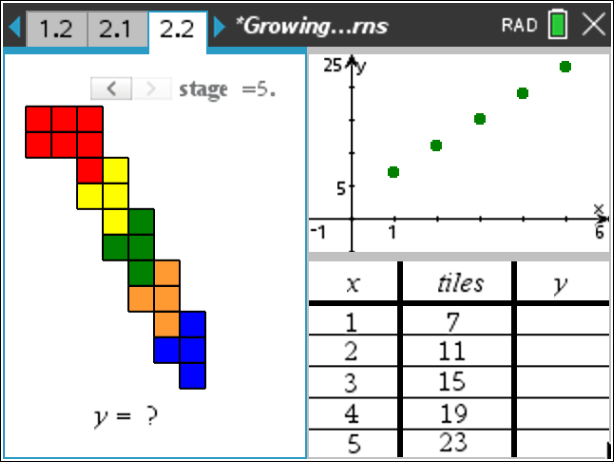 1.2 2.1 2.2 *Growing...rns RAD
stage =5.
y = ?
25 y
5
-1 1 x 6
x tiles y
1 7
2 11
3 15
4 19
5 23